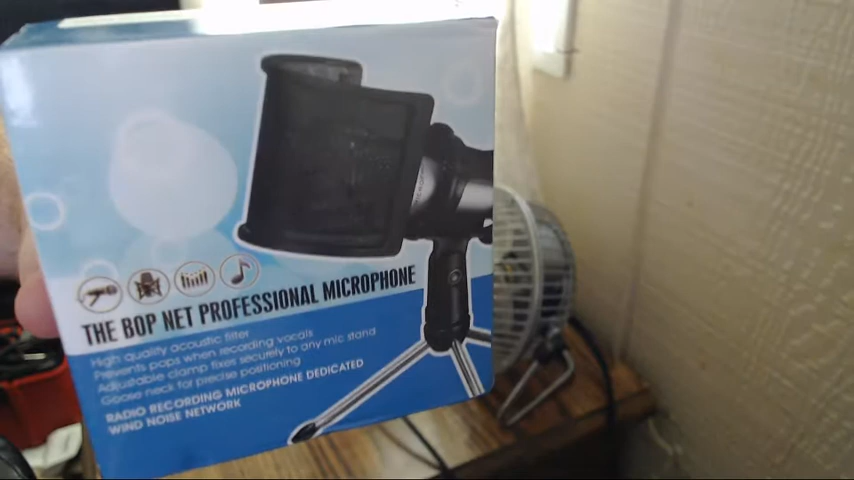 THE BOP NET PROFESSIONAL MICROPHONE
High quality acoustic filter
Prevents pops when recording vocals
Adjustable clamp fixes securely to any mic stand
Goose neck for precise positioning
RADIO RECORDING MICROPHONE DEDICATED
WIND NOISE NETWORK